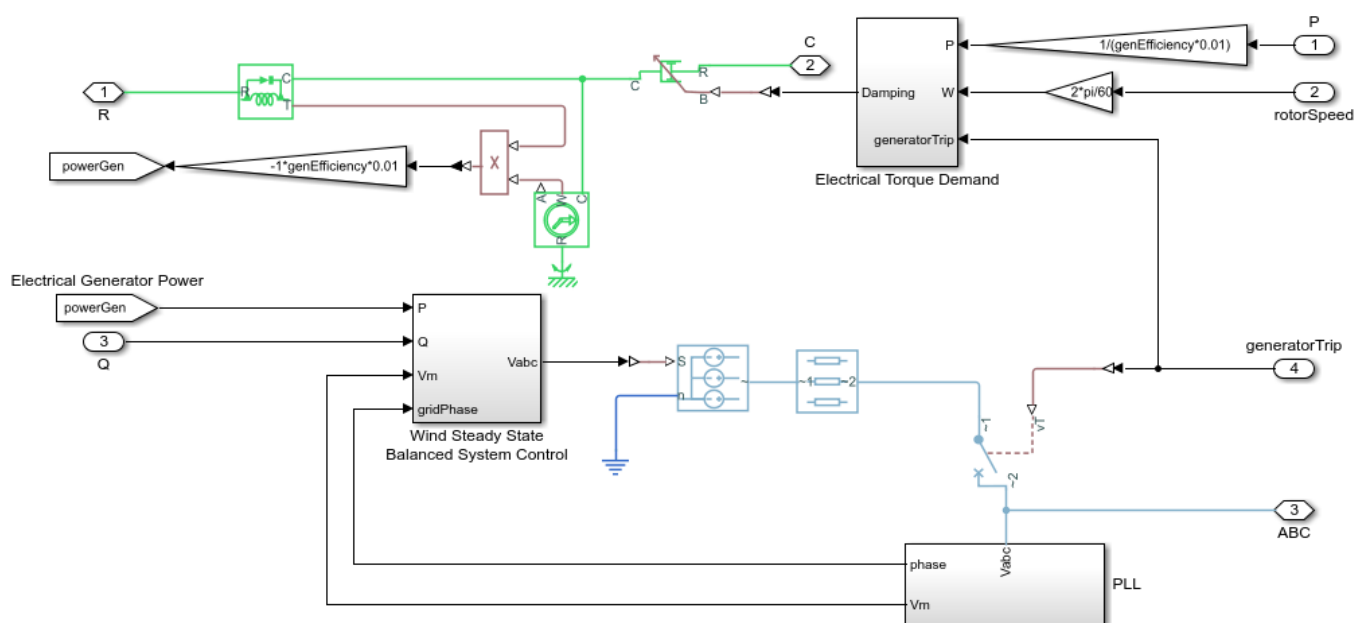 P
1
1/(genEfficiency*0.01)
P
C
2
R
C
B
R
C
T
1
R
Damping
W
2*pi/60
2
rotorSpeed
generatorTrip
Electrical Torque Demand
powerGen
-1*genEfficiency*0.01
X
A
W
C
R
Electrical Generator Power
powerGen
P
3
Q
Q
Vabc
Vm
gridPhase
Wind Steady State
Balanced System Control
S
n
~
~1
~2
generatorTrip
4
vT
~1
~2
3
ABC
Vabc
phase
Vm
PLL